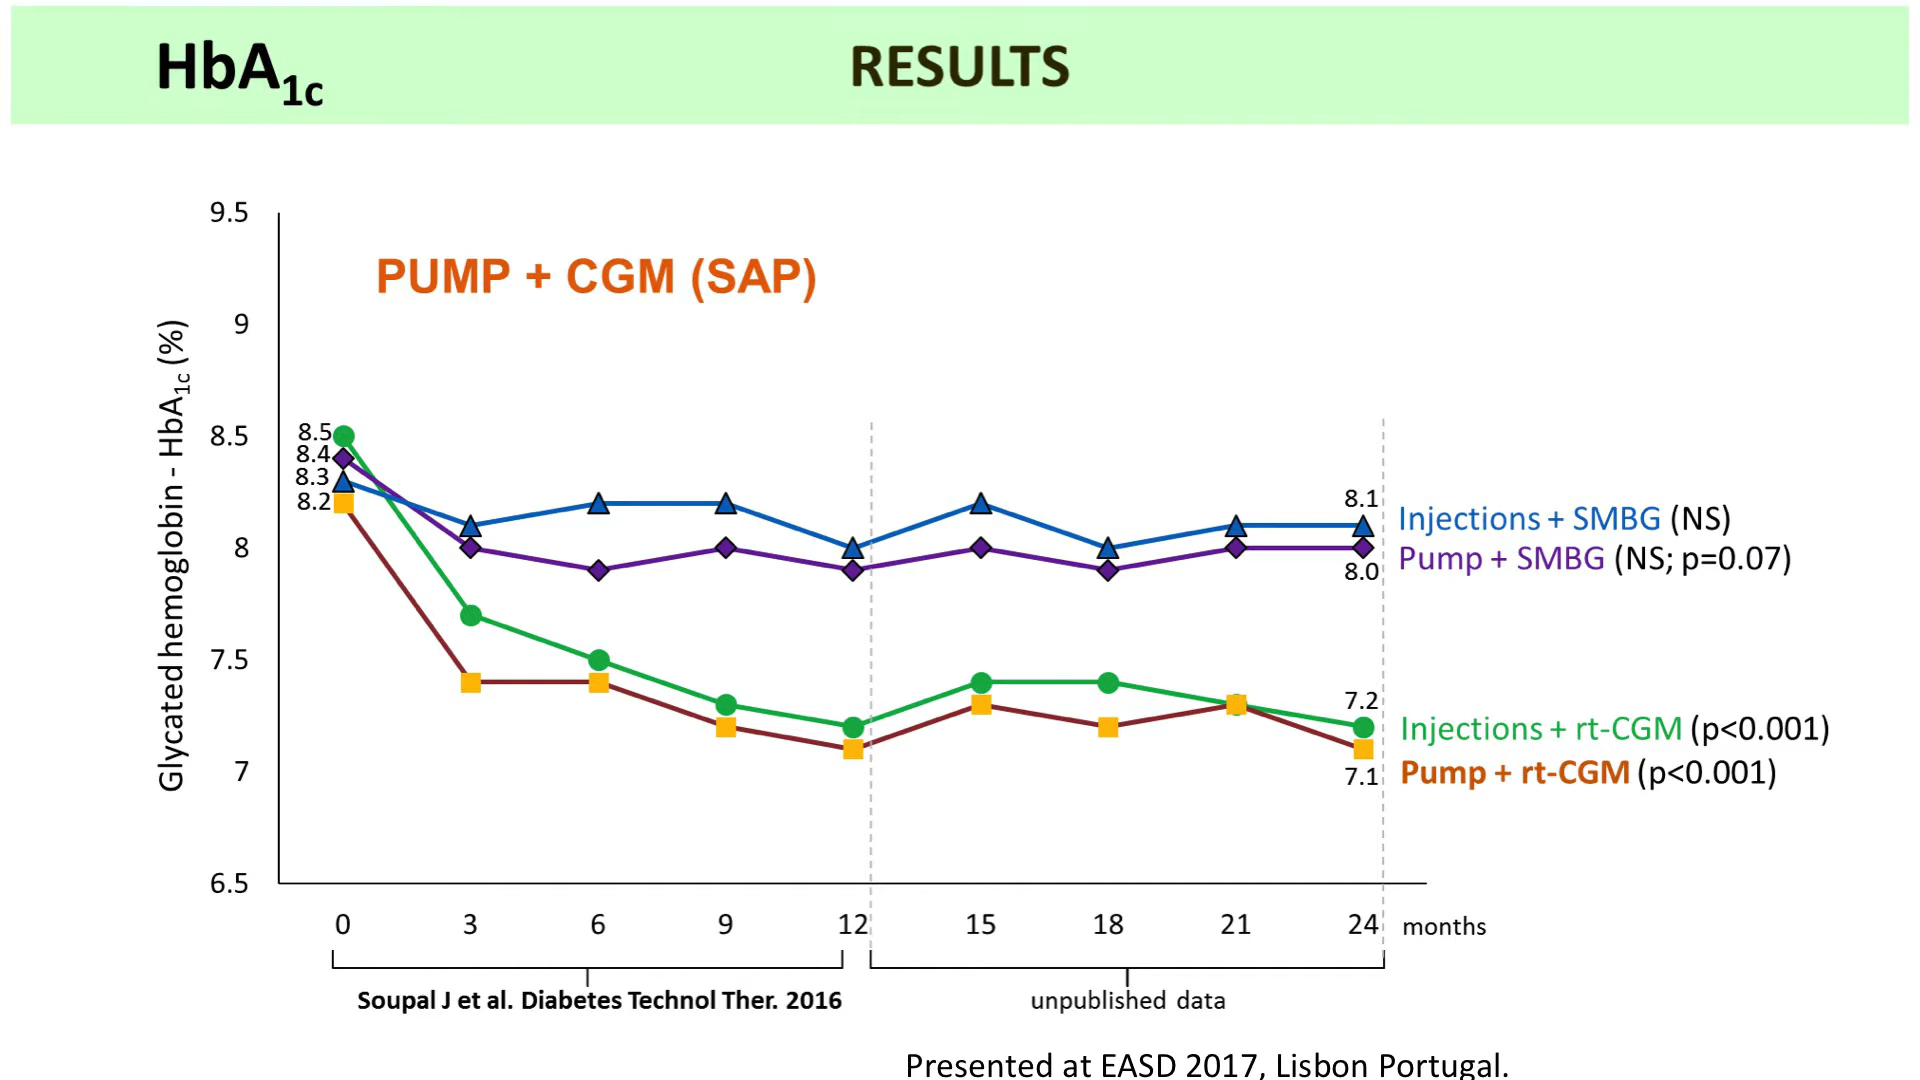 HbA1c
RESULTS
9.5
9
8.5
8
7.5
7
6.5
Glycated hemoglobin - HbA1c (%)
PUMP + CGM (SAP)
8.5
8.4
8.3
8.2
8.1
8.0
7.2
7.1
Injections + SMBG (NS)
Pump + SMBG (NS; p=0.07)
Injections + rt-CGM (p<0.001)
Pump + rt-CGM (p<0.001)
0 3 6 9 12 15 18 21 24 months
Soupal J et al. Diabetes Technol Ther. 2016
unpublished data
Presented at EASD 2017, Lisbon Portugal.